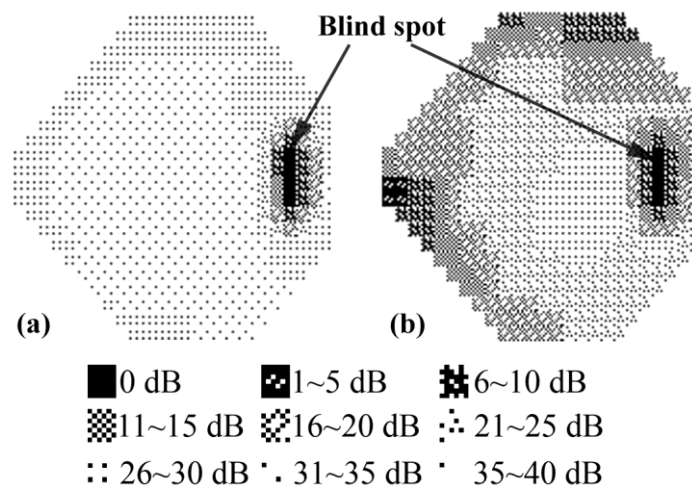 Blind spot
(a)
(b)
0 dB 1~5 dB 6~10 dB
11~15 dB 16~20 dB 21~25 dB
26~30 dB 31~35 dB 35~40 dB